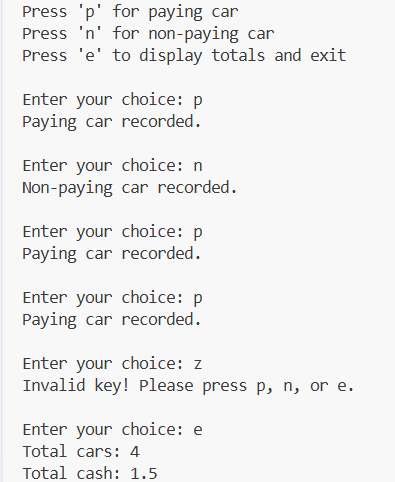 Press 'p' for paying car
Press 'n' for non-paying car
Press 'e' to display totals and exit
Enter your choice: p
Paying car recorded.
Enter your choice: n
Non-paying car recorded.
Enter your choice: p
Paying car recorded.
Enter your choice: p
Paying car recorded.
Enter your choice: z
Invalid key! Please press p, n, or e.
Enter your choice: e
Total cars: 4
Total cash: 1.5